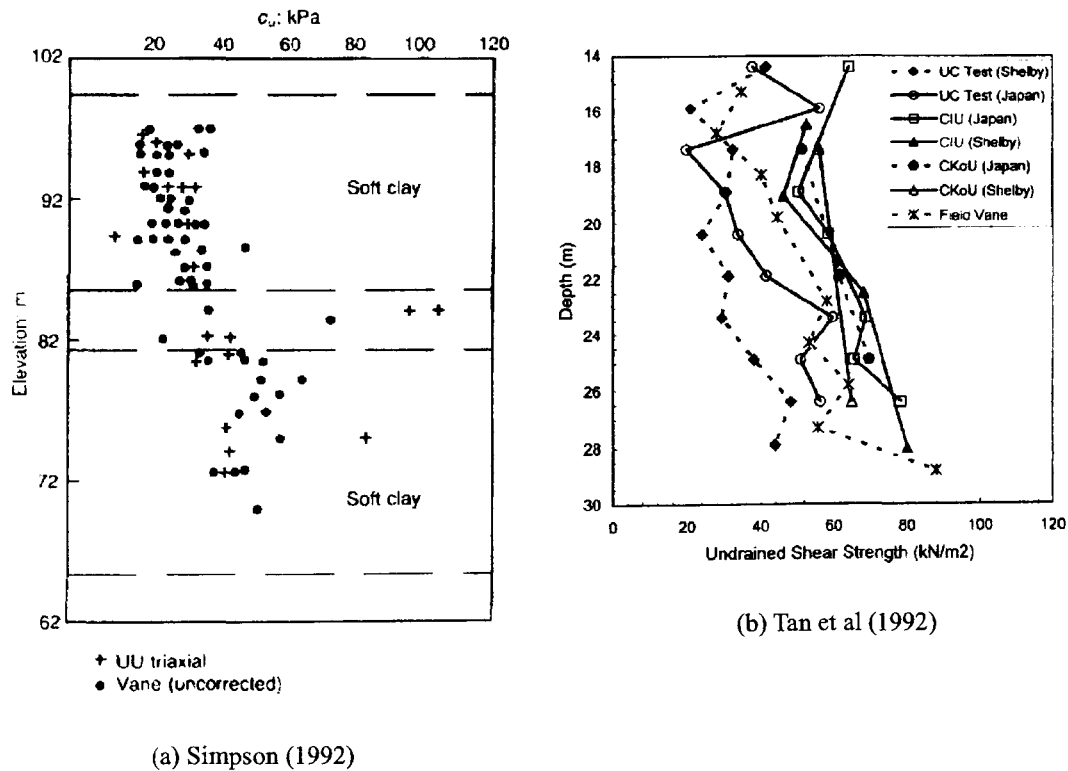 c_u: kPa
20 40 60 80 100 120
102
92
82
72
62
Elevation m
Soft clay
Soft clay
+ UU triaxial
● Vane (uncorrected)
(a) Simpson (1992)
14
16
18
20
22
24
26
28
30
Depth (m)
UC Test (Shelby)
UC Test (Japan)
CIU (Japan)
CIU (Shelby)
CKoU (Japan)
CKoU (Shelby)
Field Vane
0 20 40 60 80 100 120
Undrained Shear Strength (kN/m2)
(b) Tan et al (1992)